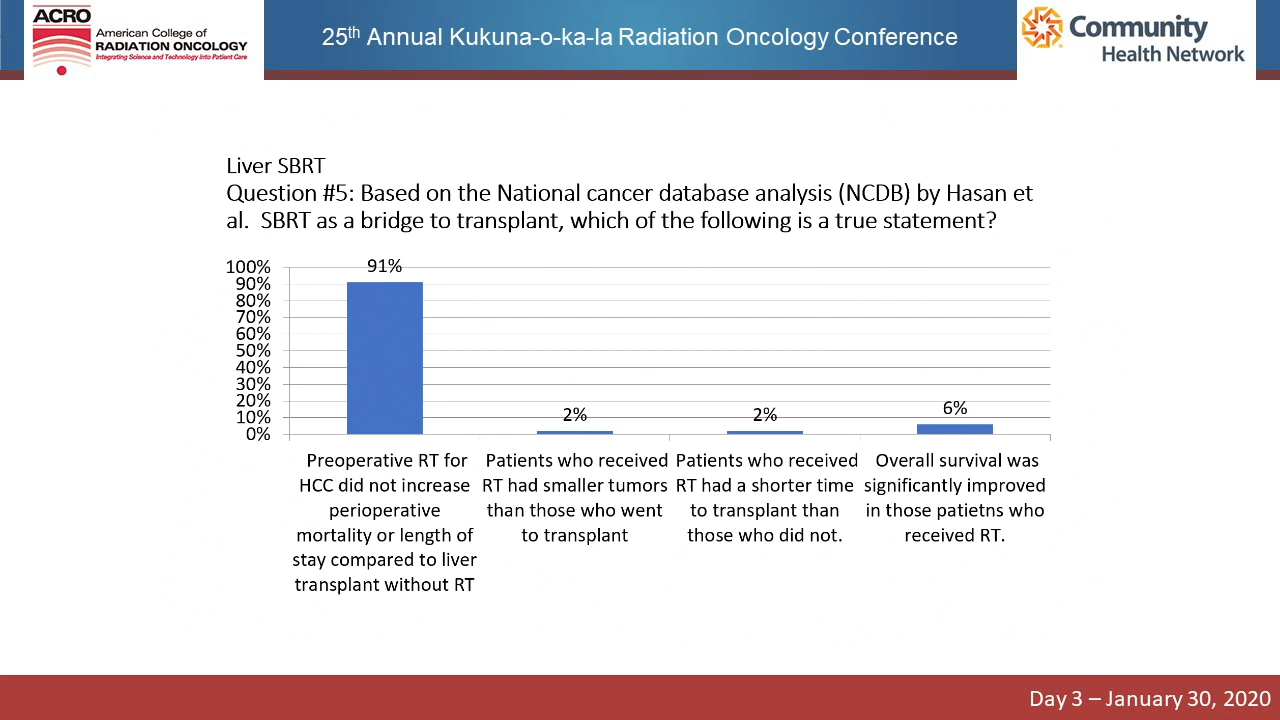 ACRO
American College of
RADIATION ONCOLOGY
Integrating Science and Technology Into Patient Care
25th Annual Kukuna-o-ka-la Radiation Oncology Conference
Community
Health Network
Liver SBRT
Question #5: Based on the National cancer database analysis (NCDB) by Hasan et
al. SBRT as a bridge to transplant, which of the following is a true statement?
100%
90%
80%
70%
60%
50%
40%
30%
20%
10%
0%
91%
2%
2%
6%
Preoperative RT for
HCC did not increase
perioperative
mortality or length of
stay compared to liver
transplant without RT
Patients who received
RT had smaller tumors
than those who went
to transplant
Patients who received
RT had a shorter time
to transplant than
those who did not.
Overall survival was
significantly improved
in those patietns who
received RT.
Day 3 – January 30, 2020